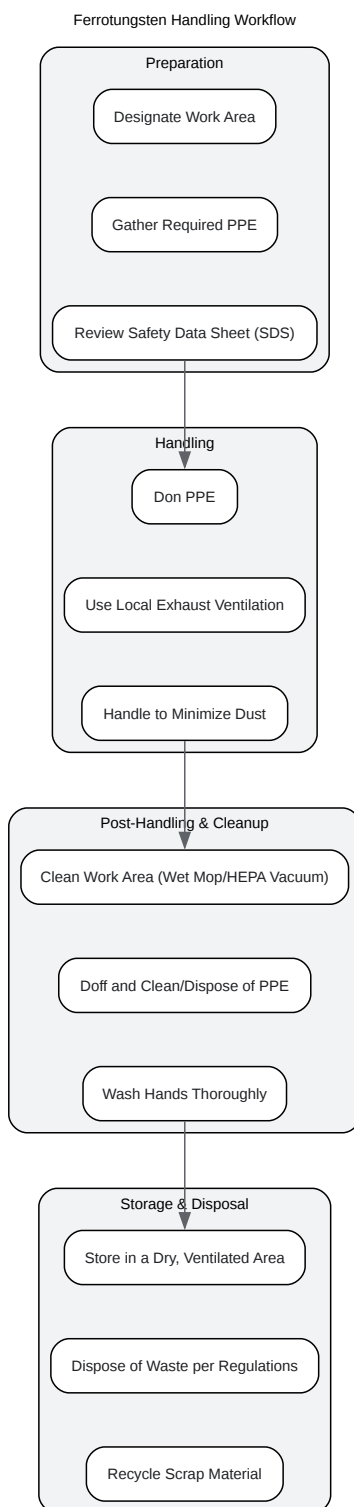 Ferrotungsten Handling Workflow
Preparation
Designate Work Area
Gather Required PPE
Review Safety Data Sheet (SDS)
Handling
Don PPE
Use Local Exhaust Ventilation
Handle to Minimize Dust
Post-Handling & Cleanup
Clean Work Area (Wet Mop/HEPA Vacuum)
Doff and Clean/Dispose of PPE
Wash Hands Thoroughly
Storage & Disposal
Store in a Dry, Ventilated Area
Dispose of Waste per Regulations
Recycle Scrap Material